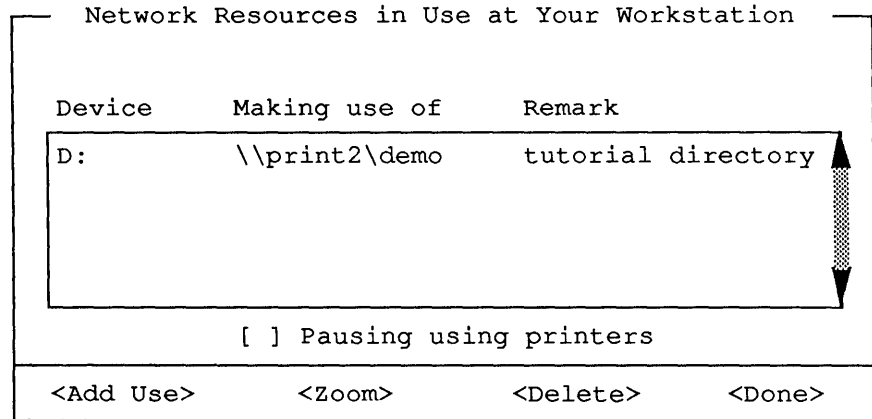 Network Resources in Use at Your Workstation
Device Making use of Remark
D: \\print2\demo tutorial directory
[ ] Pausing using printers
<Add Use> <Zoom> <Delete> <Done>